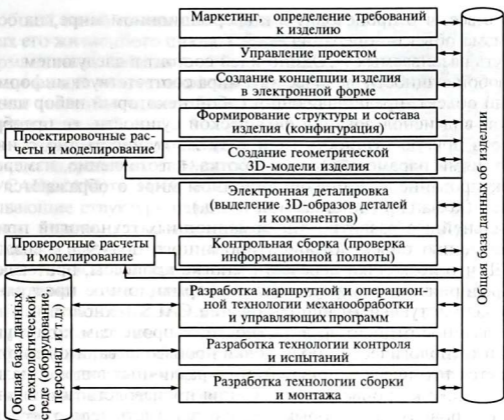 Маркетинг, определение требований
к изделию
Управление проектом
Создание концепции изделия
в электронной форме
Формирование структуры и состава
изделия (конфигурация)
Проектировочные рас-
четы и моделирование
Создание геометрической
3D-модели изделия
Электронная деталировка
(выделение 3D-образов деталей
и компонентов)
Проверочные расчеты
и моделирование
Контрольная сборка (проверка
информационной полноты)
Разработка маршрутной и операцион-
ной технологии механообработки
и управляющих программ
Разработка технологии контроля
и испытаний
Разработка технологии сборки
и монтажа
Общая база данных
о технологической
среде (оборудование,
персонал и т.д.)
Общая база данных об изделии